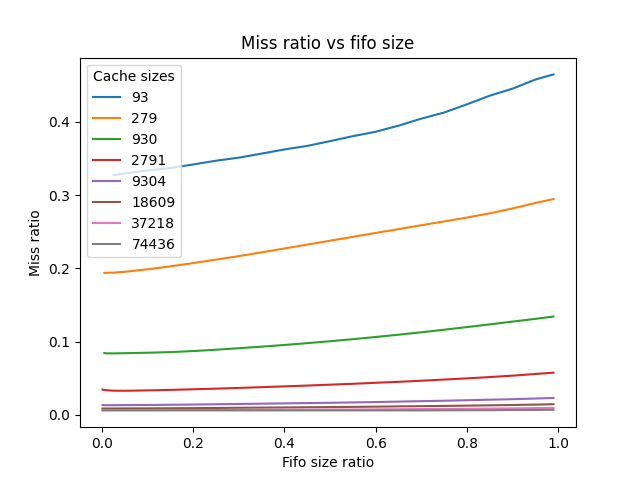 Miss ratio vs fifo size
Cache sizes
93
279
930
2791
9304
18609
37218
74436
Miss ratio
0.4
0.3
0.2
0.1
0.0
0.0 0.2 0.4 0.6 0.8 1.0
Fifo size ratio